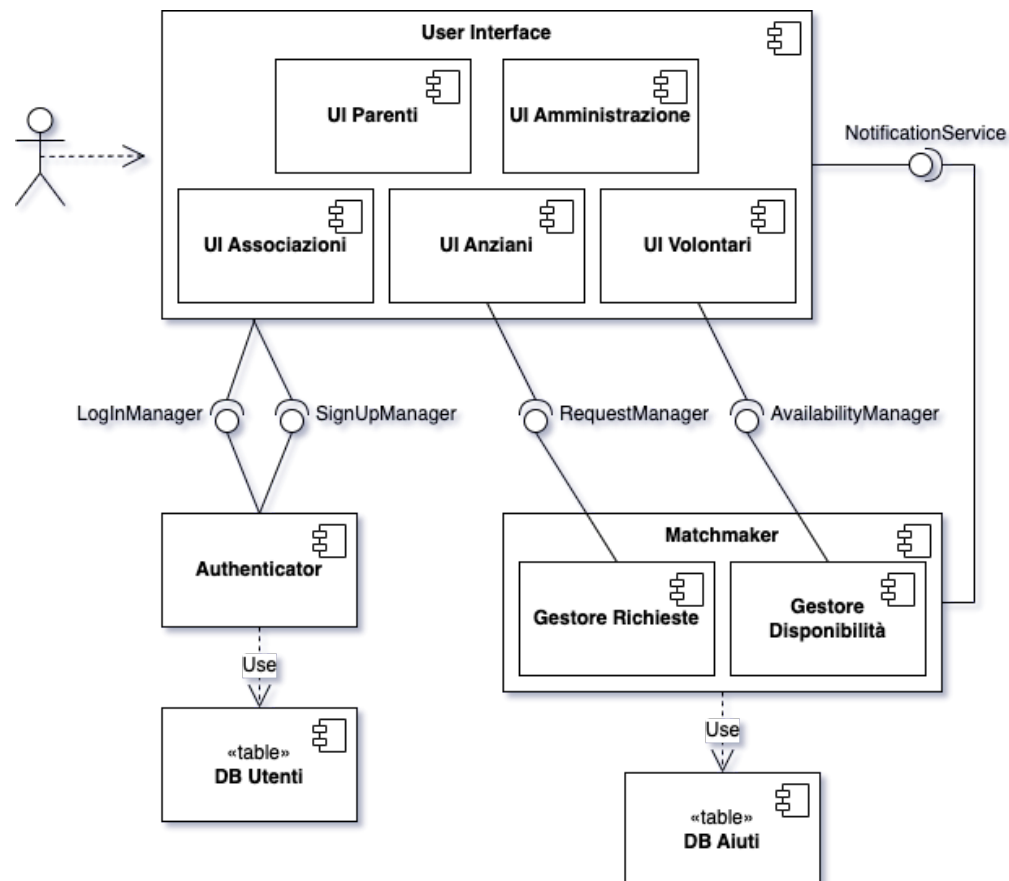 User Interface
UI Parenti
UI Amministrazione
NotificationService
UI Associazioni
UI Anziani
UI Volontari
LogInManager
SignUpManager
RequestManager
AvailabilityManager
Authenticator
Matchmaker
Gestore Richieste
Gestore
Disponibilità
Use
«table»
DB Utenti
Use
«table»
DB Aiuti